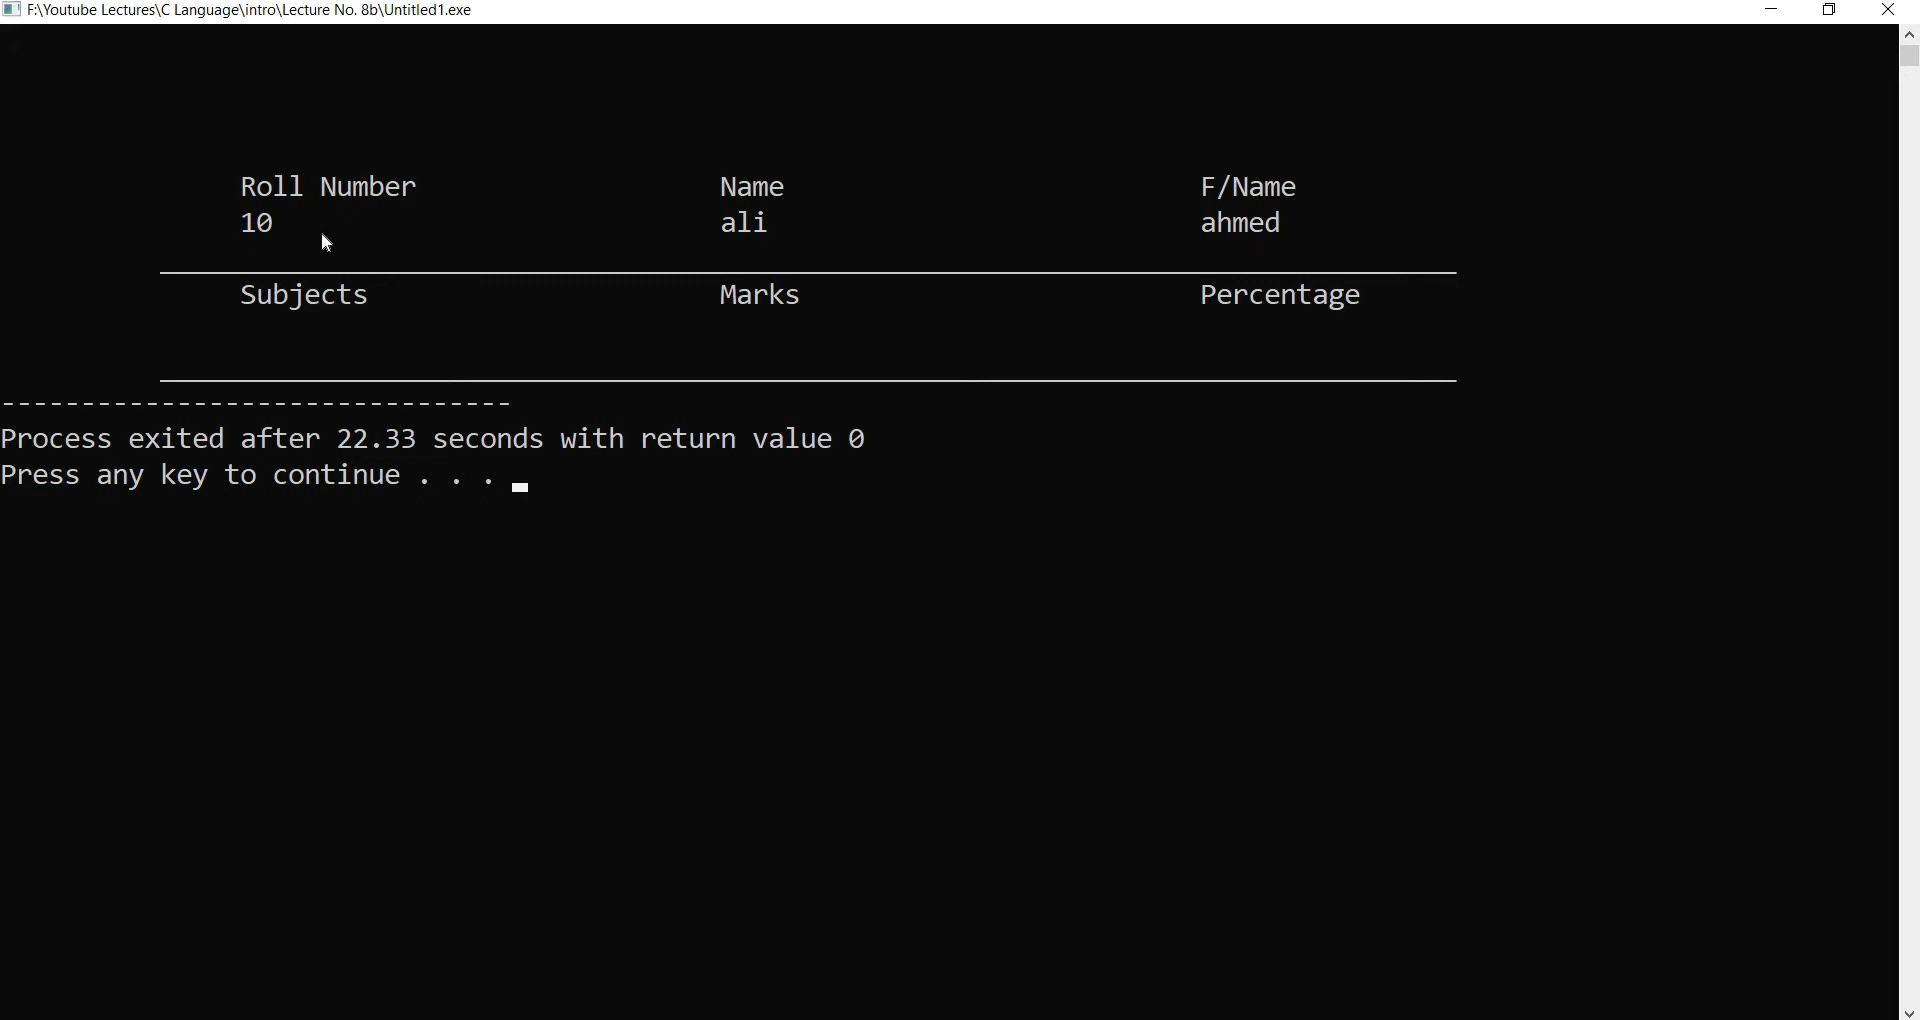 F:\Youtube Lectures\C Language\intro\Lecture No. 8b\Untitled1.exe
Roll Number Name F/Name
10 ali ahmed
Subjects Marks Percentage
--------------------------------
Process exited after 22.33 seconds with return value 0
Press any key to continue . . .